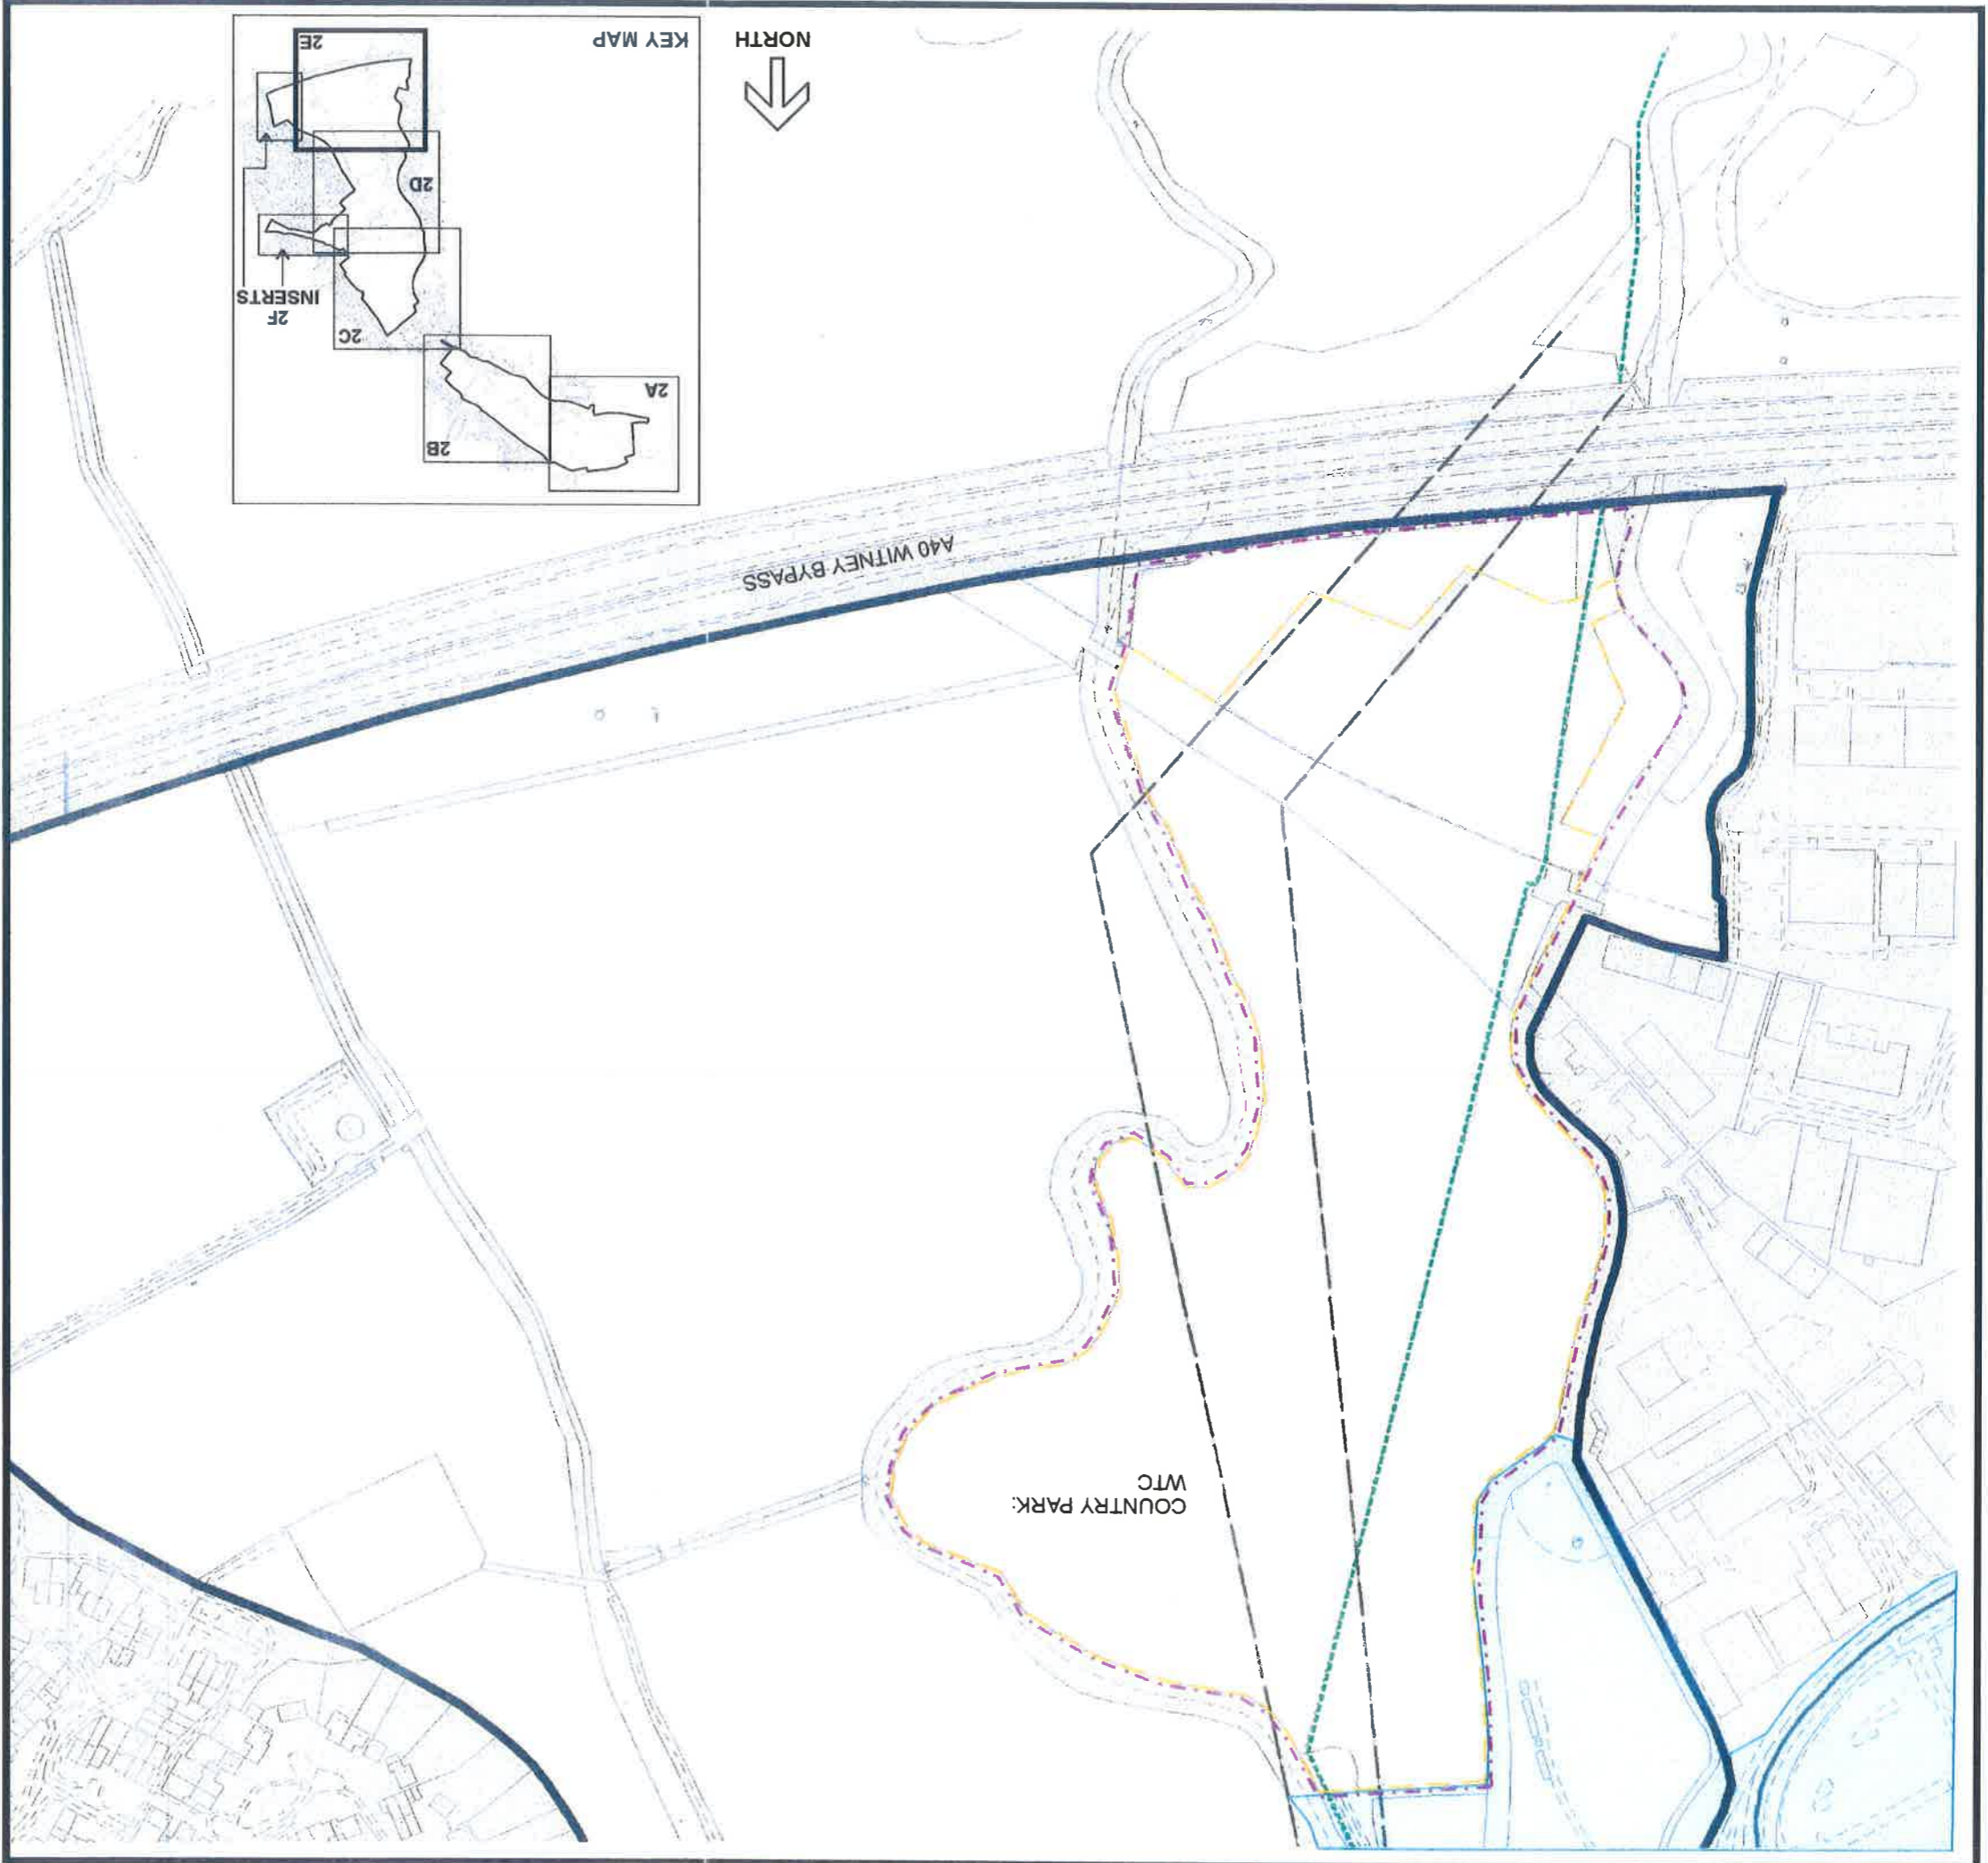 COUNTRY PARK:
WTC
A40 WITNEY BYPASS
NORTH
KEY MAP
2A
2B
2C
2F
INSERTS
2D
2E